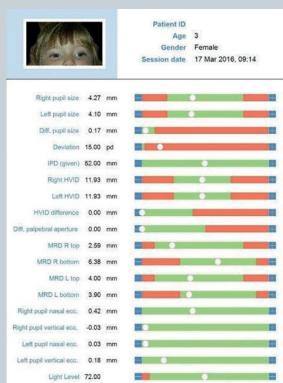 Patient ID
Age 3
Gender Female
Session date 17 Mar 2016, 09:14
Right pupil size 4.27 mm
Left pupil size 4.10 mm
Diff. pupil size 0.17 mm
Deviation 15.00 pd
IPD (given) 52.00 mm
Right HVID 11.93 mm
Left HVID 11.93 mm
HVID difference 0.00 mm
Diff. palpebral aperture 0.00 mm
MRD R top 2.59 mm
MRD R bottom 6.38 mm
MRD L top 4.00 mm
MRD L bottom 3.90 mm
Right pupil nasal ecc. 0.42 mm
Right pupil vertical ecc. -0.03 mm
Left pupil nasal ecc. 0.03 mm
Left pupil vertical ecc. 0.18 mm
Light Level 72.00